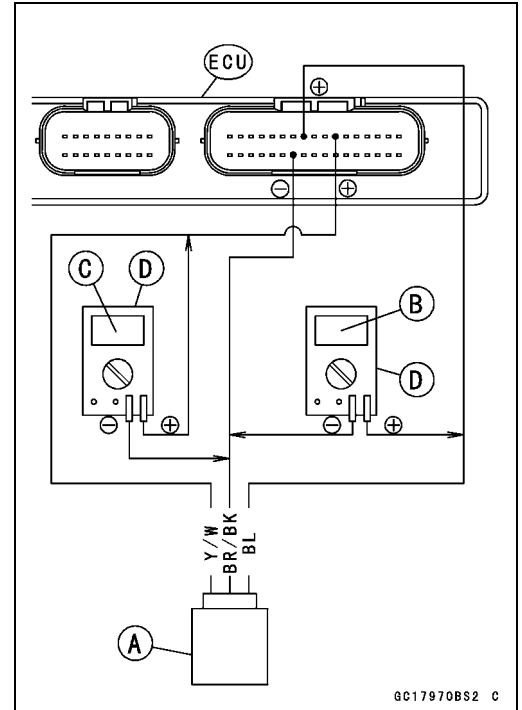 ECU
⊕
⊖ ⊕
C D
B
D
⊖ ⊕
⊖ ⊕
Y/W
BR/BK
BL
A
GC17970BS2 C